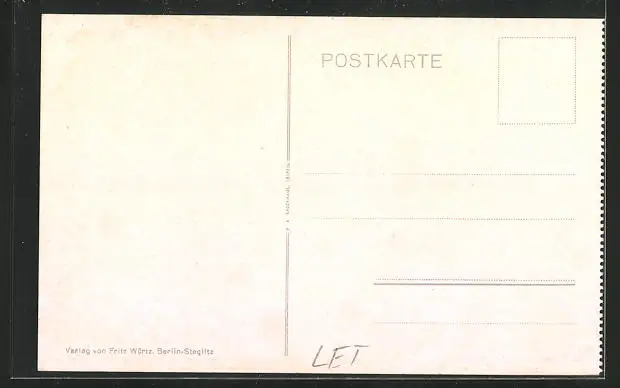 POSTKARTE
Verlag von Fritz Würtz, Berlin-Steglitz
LET